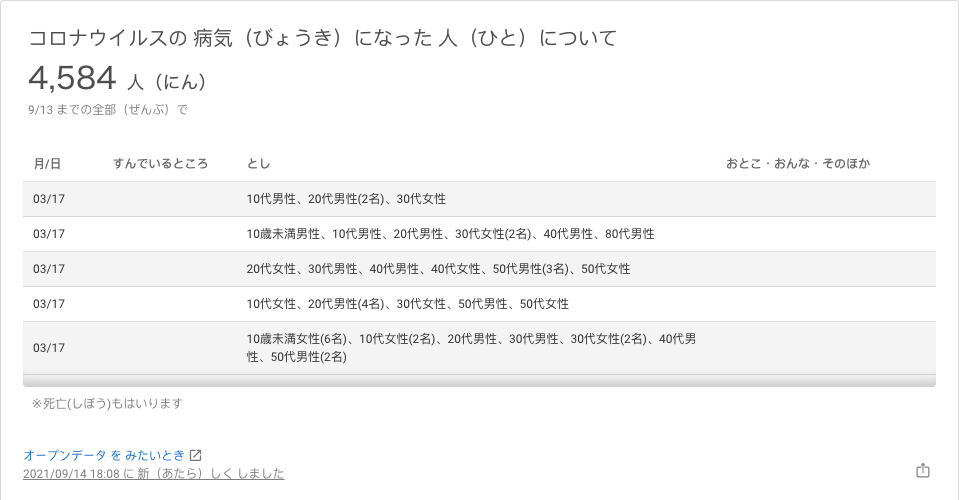 コロナウイルスの 病気（びょうき）になった 人（ひと）について
4,584 人（にん）
9/13 までの全部（ぜんぶ）で
月/日 すんでいるところ とし おとこ・おんな・そのほか
03/17 10代男性、20代男性(2名)、30代女性
03/17 10歳未満男性、10代男性、20代男性、30代女性(2名)、40代男性、80代男性
03/17 20代女性、30代男性、40代男性、40代女性、50代男性(3名)、50代女性
03/17 10代女性、20代男性(4名)、30代女性、50代男性、50代女性
03/17 10歳未満女性(6名)、10代女性(2名)、20代男性、30代男性、30代女性(2名)、40代男
性、50代男性(2名)
※死亡(しぼう)もはいります
オープンデータ を みたいとき
2021/09/14 18:08 に 新（あたら）しく しました